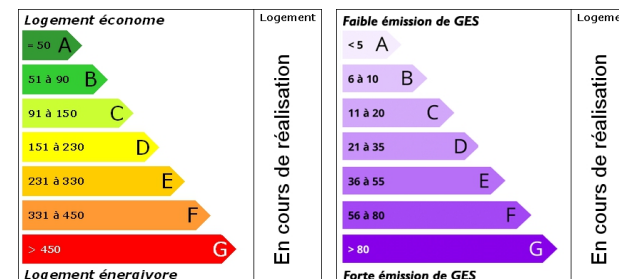 Logement économe
Logement
= 50 A
51 à 90 B
91 à 150 C
151 à 230 D
231 à 330 E
331 à 450 F
> 450 G
En cours de réalisation
Logement énergivore
Faible émission de GES
Logeme
< 5 A
6 à 10 B
11 à 20 C
21 à 35 D
36 à 55 E
56 à 80 F
> 80 G
En cours de réalisation
Forte émission de GES